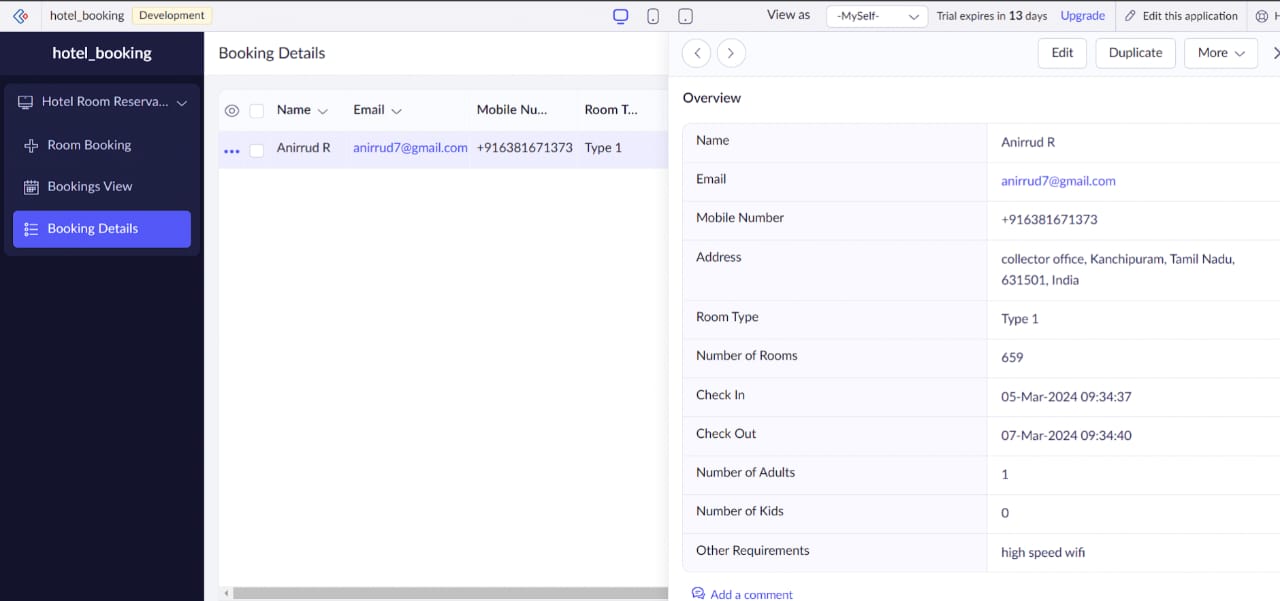 hotel_booking Development View as -MySelf- Trial expires in 13 days Upgrade Edit this application
hotel_booking
Hotel Room Reserva...
Room Booking
Bookings View
Booking Details
Booking Details
Name Email Mobile Nu... Room T...
Anirrud R anirrud7@gmail.com +916381671373 Type 1
Edit Duplicate More
Overview
Name Anirrud R
Email anirrud7@gmail.com
Mobile Number +916381671373
Address collector office, Kanchipuram, Tamil Nadu,
631501, India
Room Type Type 1
Number of Rooms 659
Check In 05-Mar-2024 09:34:37
Check Out 07-Mar-2024 09:34:40
Number of Adults 1
Number of Kids 0
Other Requirements high speed wifi
Add a comment